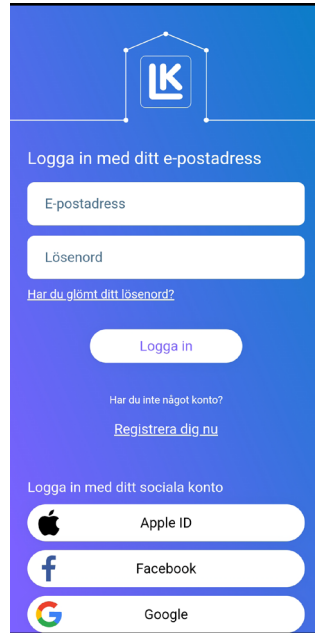 LK
Logga in med ditt e-postadress
E-postadress
Lösenord
Har du glömt ditt lösenord?
Logga in
Har du inte något konto?
Registrera dig nu
Logga in med ditt sociala konto
Apple ID
Facebook
Google